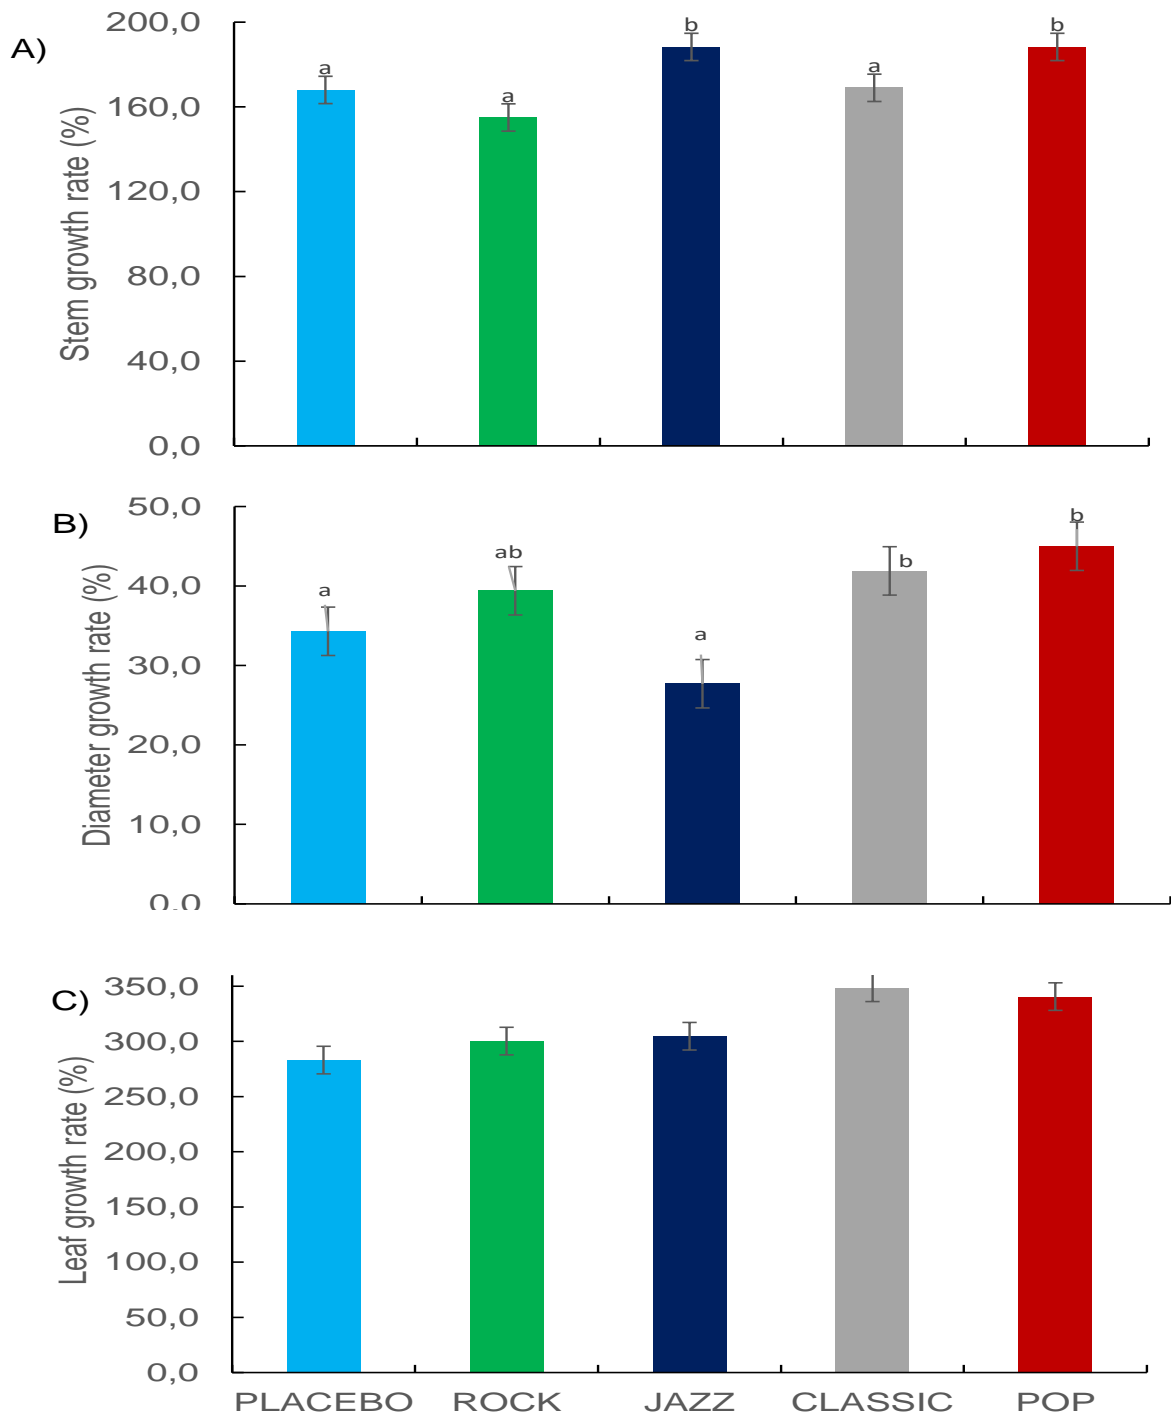 A)
Stem growth rate (%)
200,0
160,0
120,0
80,0
40,0
0,0
a
a
b
a
b
B)
Diameter growth rate (%)
50,0
40,0
30,0
20,0
10,0
0,0
a
ab
a
b
b
C)
Leaf growth rate (%)
350,0
300,0
250,0
200,0
150,0
100,0
50,0
0,0
PLACEBO ROCK JAZZ CLASSIC POP